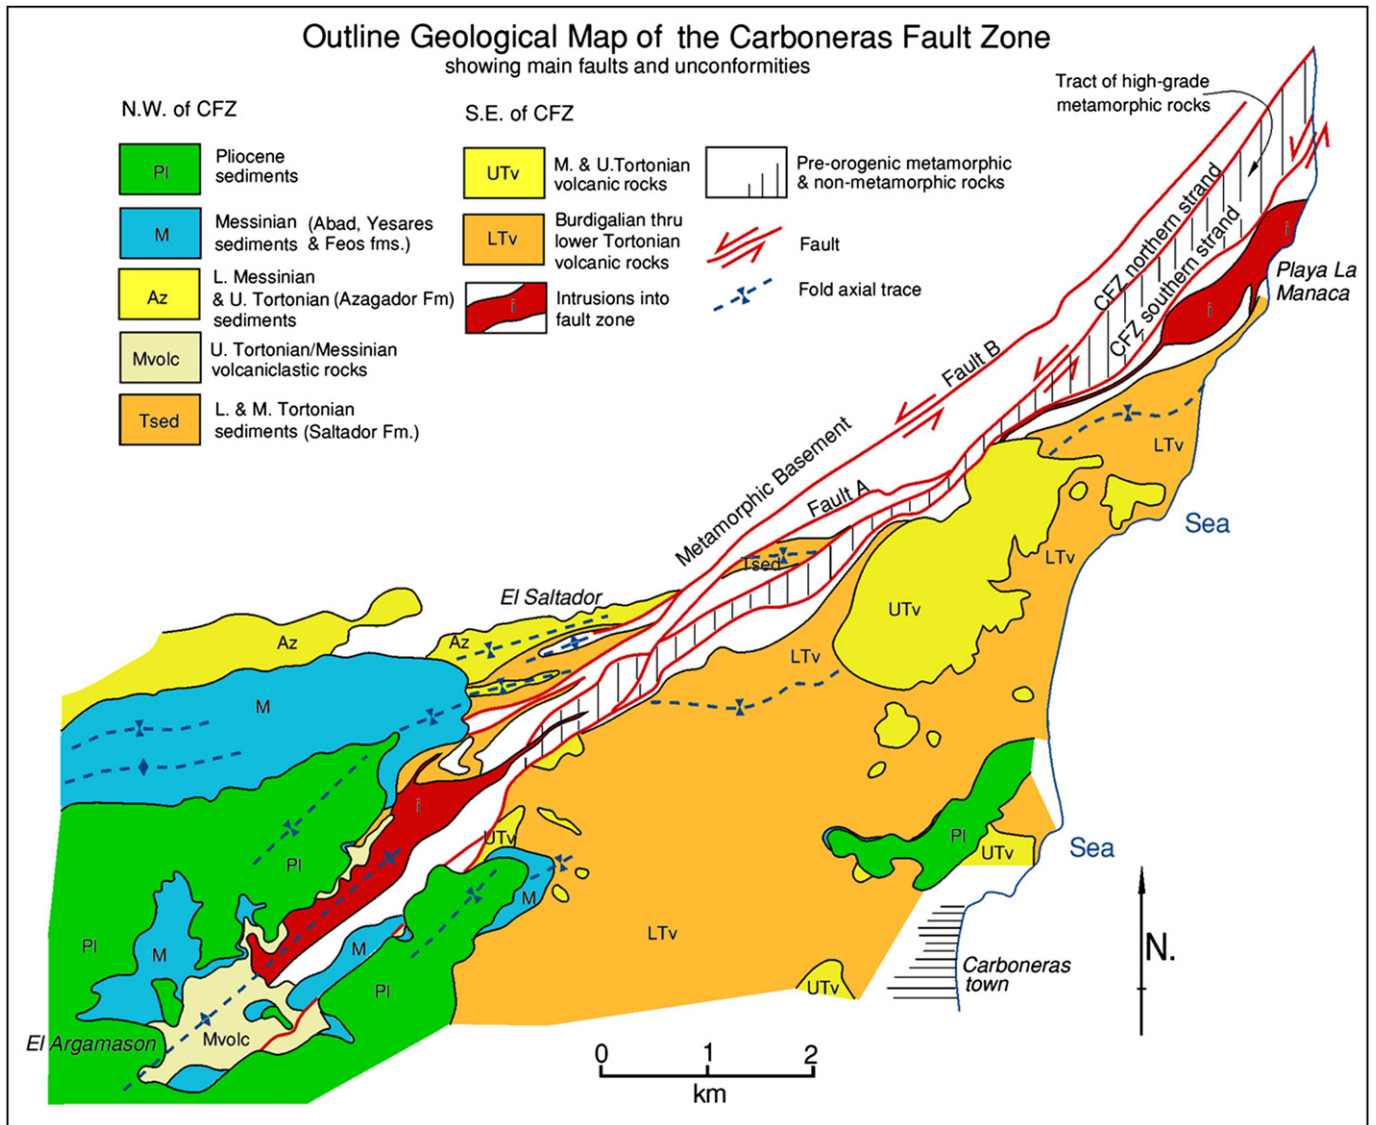 Outline Geological Map of the Carboneras Fault Zone
showing main faults and unconformities
N.W. of CFZ
Pl
Pliocene
sediments
M
Messinian (Abad, Yesares
sediments & Feos fms.)
Az
L. Messinian
& U. Tortonian (Azagador Fm)
sediments
Mvolc
U. Tortonian/Messinian
volcaniclastic rocks
Tsed
L. & M. Tortonian
sediments (Saltador Fm.)
S.E. of CFZ
UTv
M. & U.Tortonian
volcanic rocks
LTv
Burdigalian thru
lower Tortonian
volcanic rocks
i
Intrusions into
fault zone
Pre-orogenic metamorphic
& non-metamorphic rocks
Fault
Fold axial trace
Tract of high-grade
metamorphic rocks
CFZ northern strand
CFZ southern strand
i
i
Playa La
Manaca
Fault B
Metamorphic Basement
Fault A
LTv
Sea
Tsed
LTv
El Saltador
UTv
Az
Az
LTv
M
i
UTv
Pl
UTv
Sea
Pl
M
LTv
Pl
M
M
Pl
UTv
Carboneras
town
N.
El Argamason
Mvolc
0 1 2
km